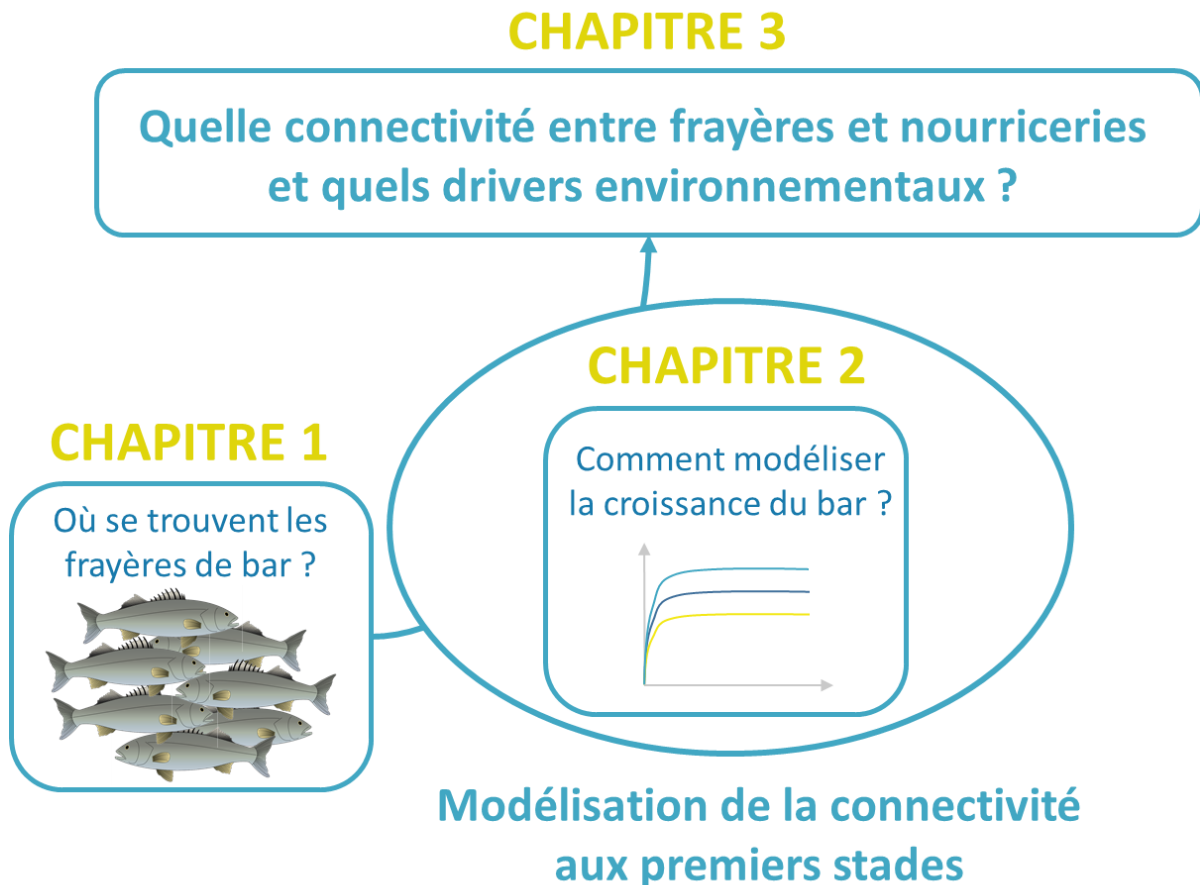 CHAPITRE 3
Quelle connectivité entre frayères et nourriceries
et quels drivers environnementaux ?
CHAPITRE 2
Comment modéliser
la croissance du bar ?
CHAPITRE 1
Où se trouvent les
frayères de bar ?
Modélisation de la connectivité
aux premiers stades